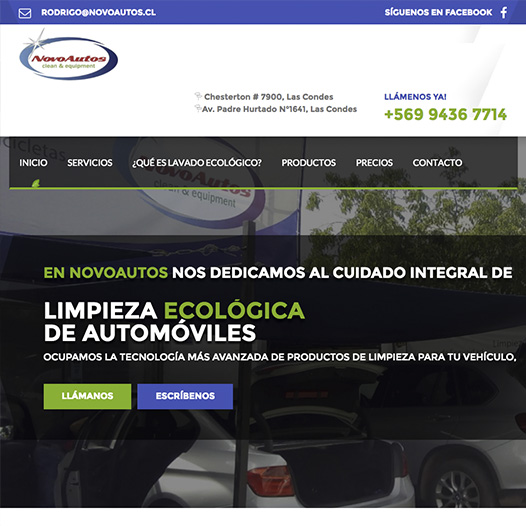 RODRIGO@NOVOAUTOS.CL
SÍGUENOS EN FACEBOOK
NovoAutos
clean & equipment
Chesterton # 7900, Las Condes
Av. Padre Hurtado N°1641, Las Condes
LLÁMENOS YA!
+569 9436 7714
icletas
INICIO SERVICIOS ¿QUÉ ES LAVADO ECOLÓGICO? PRODUCTOS PRECIOS CONTACTO
NovoAutos
clean & equipment
EN NOVOAUTOS NOS DEDICAMOS AL CUIDADO INTEGRAL DE
LIMPIEZA ECOLÓGICA
DE AUTOMÓVILES
OCUPAMOS LA TECNOLOGÍA MÁS AVANZADA DE PRODUCTOS DE LIMPIEZA PARA TU VEHÍCULO,
LLÁMANOS
ESCRÍBENOS